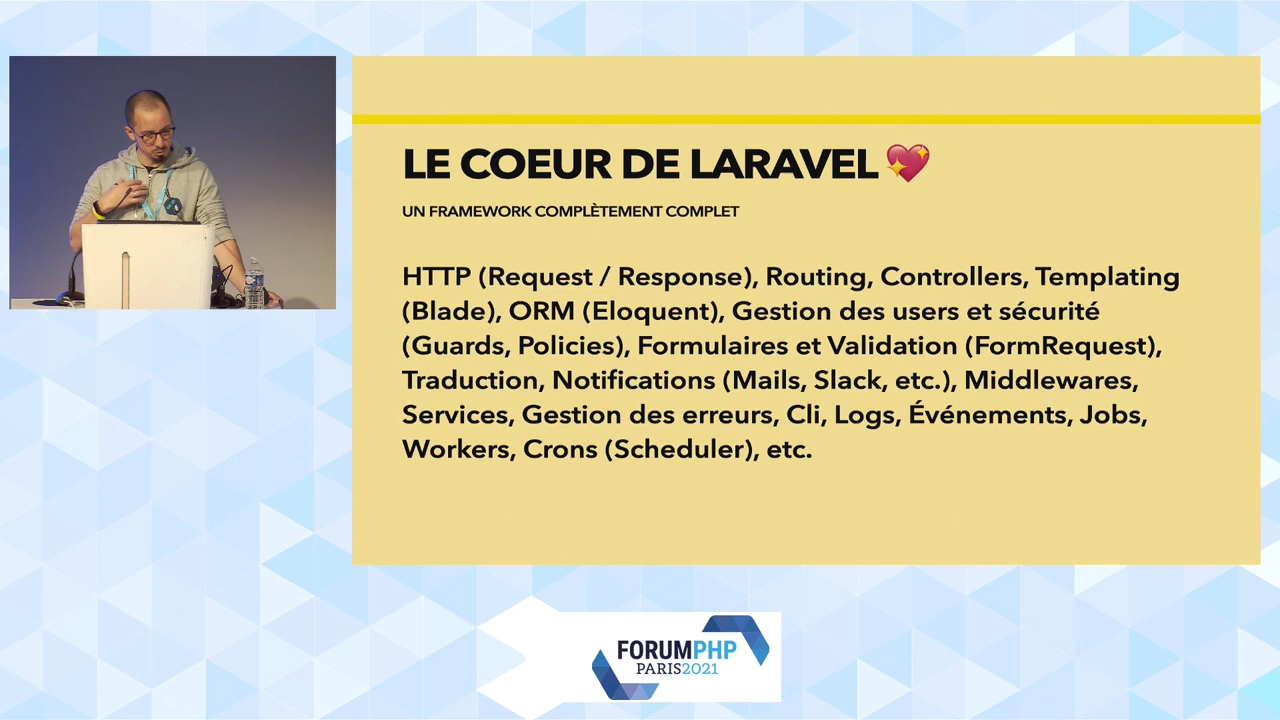 LE COEUR DE LARAVEL 💖
UN FRAMEWORK COMPLÈTEMENT COMPLET
HTTP (Request / Response), Routing, Controllers, Templating
(Blade), ORM (Eloquent), Gestion des users et sécurité
(Guards, Policies), Formulaires et Validation (FormRequest),
Traduction, Notifications (Mails, Slack, etc.), Middlewares,
Services, Gestion des erreurs, Cli, Logs, Événements, Jobs,
Workers, Crons (Scheduler), etc.
FORUMPHP
PARIS2021